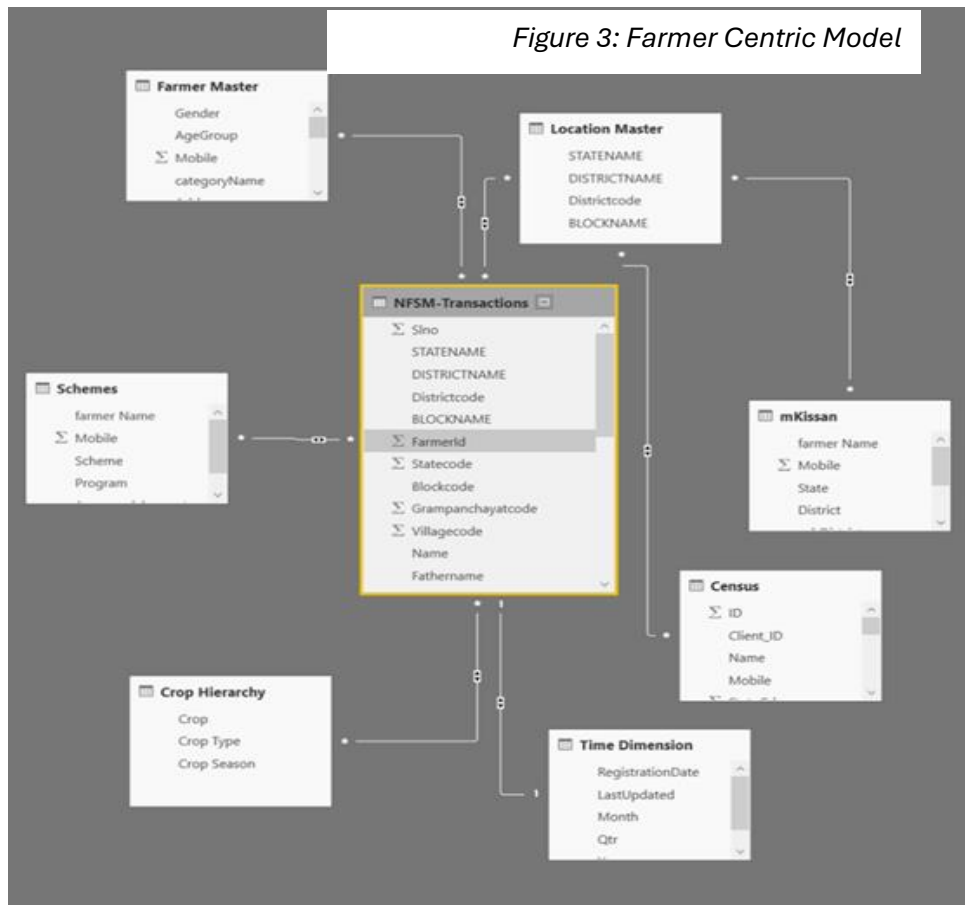 Figure 3: Farmer Centric Model
Farmer Master
Gender
AgeGroup
Σ Mobile
categoryName
Location Master
STATENAME
DISTRICTNAME
Districtcode
BLOCKNAME
NFSM-Transactions
Σ Slno
STATENAME
DISTRICTNAME
Districtcode
BLOCKNAME
Σ FarmerId
Σ Statecode
Blockcode
Σ Grampanchayatcode
Σ Villagecode
Name
Fathername
Schemes
farmer Name
Σ Mobile
Scheme
Program
mKissan
farmer Name
Σ Mobile
State
District
Census
Σ ID
Client_ID
Name
Mobile
Crop Hierarchy
Crop
Crop Type
Crop Season
1
1
Time Dimension
RegistrationDate
LastUpdated
Month
Qtr